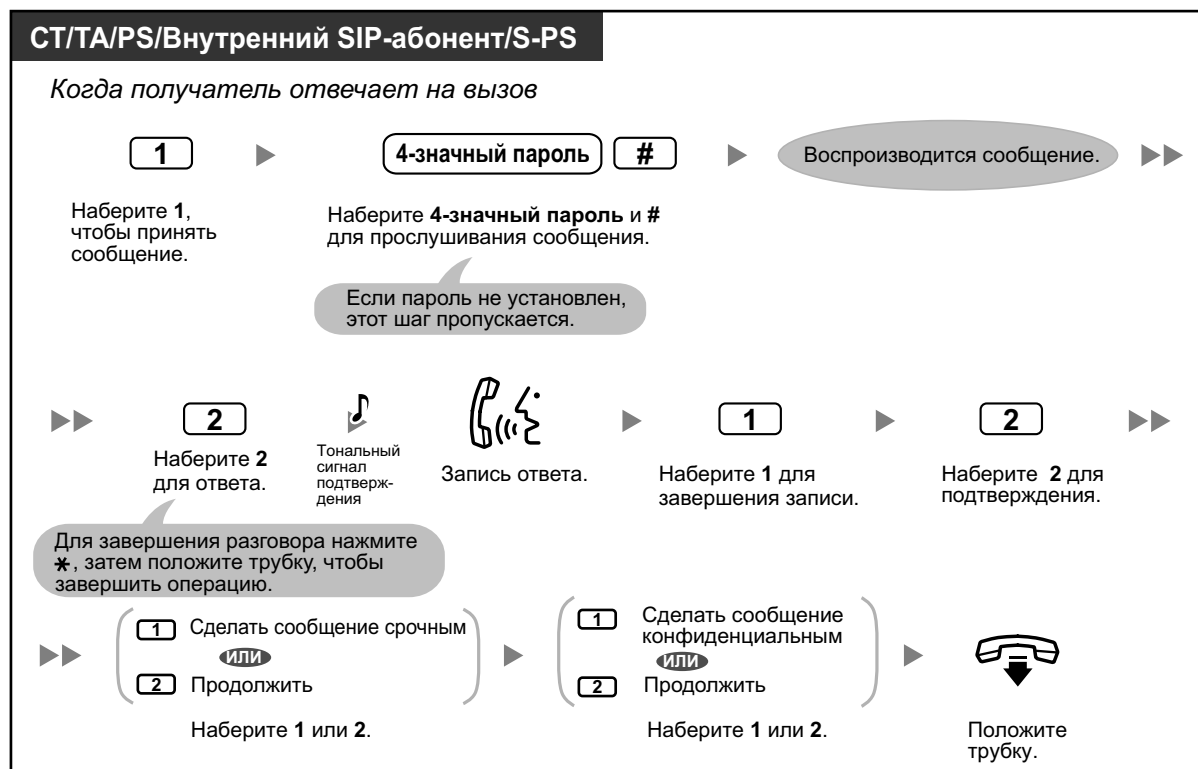 CT/TA/PS/Внутренний SIP-абонент/S-PS
Когда получатель отвечает на вызов
1
4-значный пароль
#
Воспроизводится сообщение.
Наберите 1,
чтобы принять
сообщение.
Наберите 4-значный пароль и #
для прослушивания сообщения.
Если пароль не установлен,
этот шаг пропускается.
2
Наберите 2
для ответа.
Тональный
сигнал
подтверж-
дения
Запись ответа.
1
Наберите 1 для
завершения записи.
2
Наберите 2 для
подтверждения.
Для завершения разговора нажмите
*, затем положите трубку, чтобы
завершить операцию.
1 Сделать сообщение срочным
ИЛИ
2 Продолжить
Наберите 1 или 2.
1 Сделать сообщение
конфиденциальным
ИЛИ
2 Продолжить
Наберите 1 или 2.
Положите
трубку.